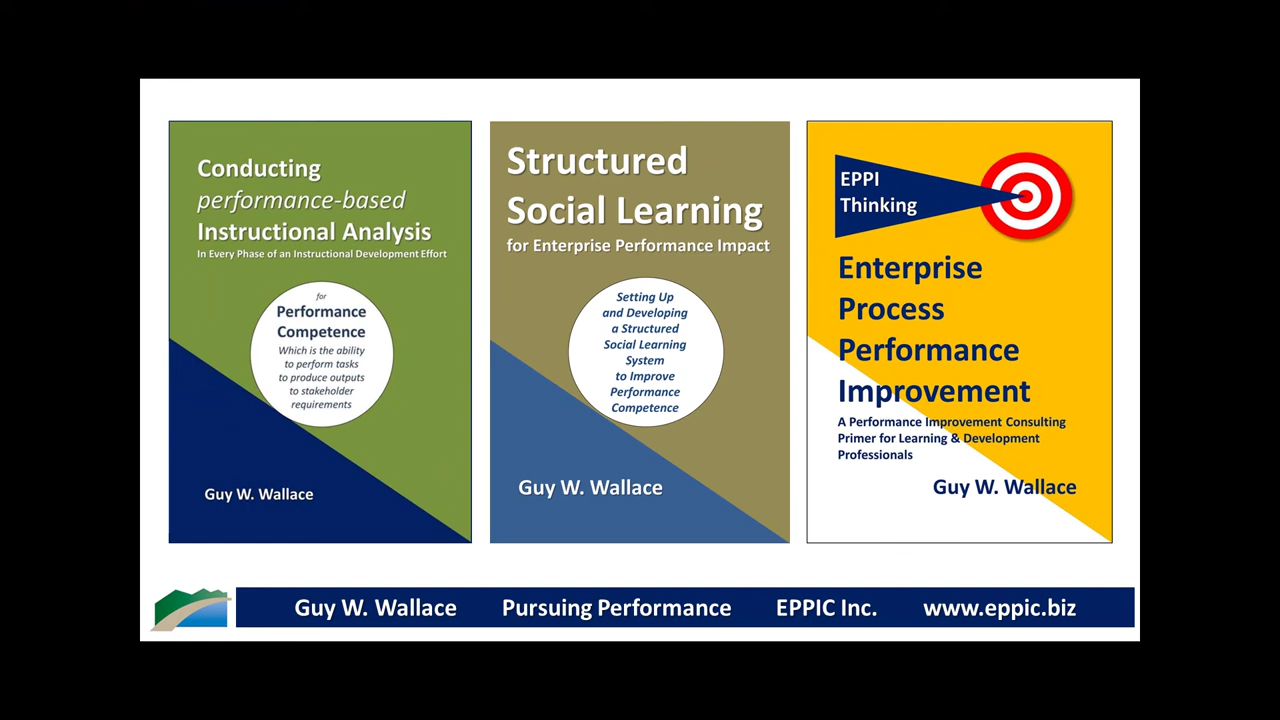 Conducting
performance-based
Instructional Analysis
In Every Phase of an Instructional Development Effort
for
Performance
Competence
Which is the ability
to perform tasks
to produce outputs
to stakeholder
requirements
Guy W. Wallace
Structured
Social Learning
for Enterprise Performance Impact
Setting Up
and Developing
a Structured
Social Learning
System
to Improve
Performance
Competence
Guy W. Wallace
EPPI
Thinking
Enterprise
Process
Performance
Improvement
A Performance Improvement Consulting
Primer for Learning & Development
Professionals
Guy W. Wallace
Guy W. Wallace Pursuing Performance EPPIC Inc. www.eppic.biz